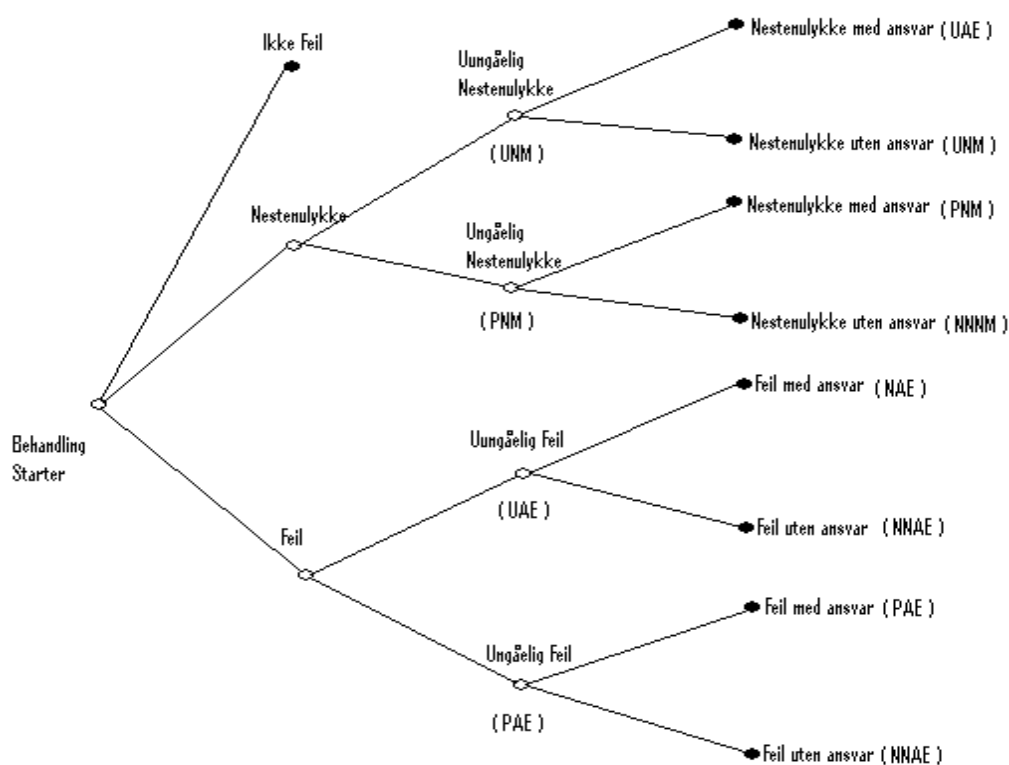 Ikke Feil
Uungåelig
Nestenulykke
(UNM)
Nestenulykke med ansvar (UAE)
Nestenulykke uten ansvar (UNM)
Nestenulykke
Ungåelig
Nestenulykke
(PNM)
Nestenulykke med ansvar (PNM)
Nestenulykke uten ansvar (NNNM)
Behandling
Starter
Feil
Uungåelig Feil
(UAE)
Feil med ansvar (NAE)
Feil uten ansvar (NNAE)
Ungåelig Feil
(PAE)
Feil med ansvar (PAE)
Feil uten ansvar (NNAE)